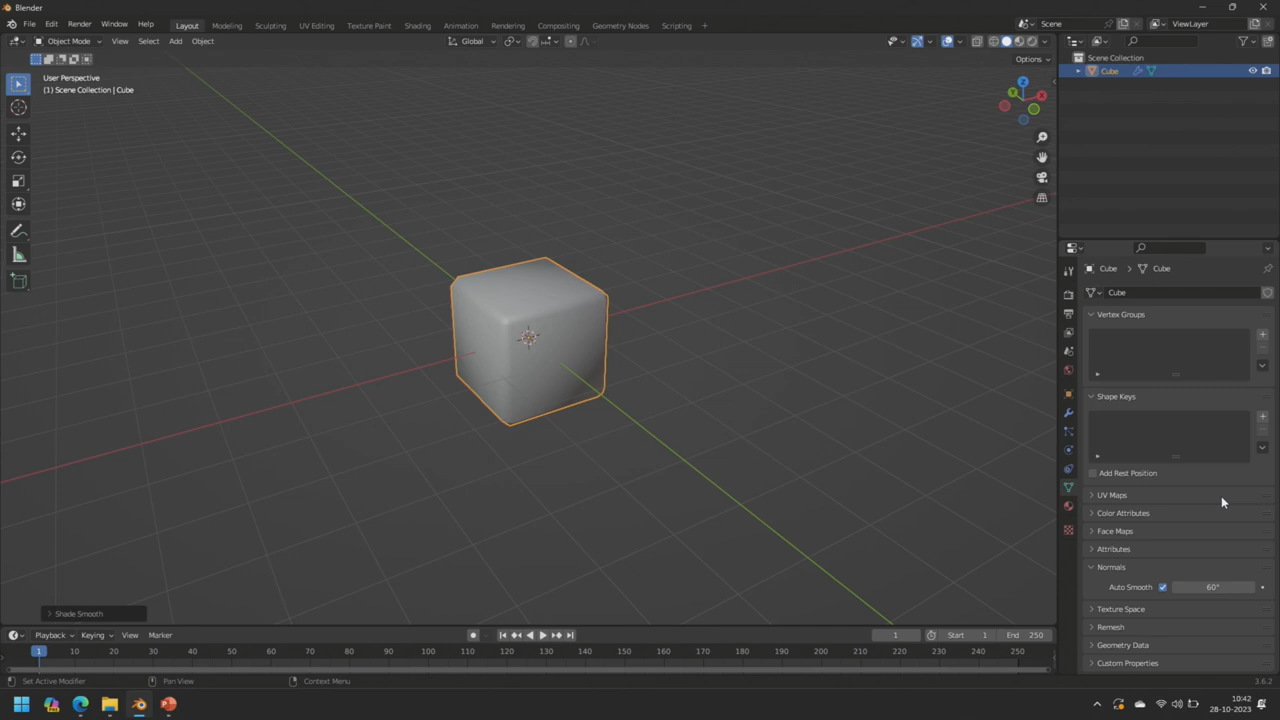 Blender
File Edit Render Window Help
Layout Modeling Sculpting UV Editing Texture Paint Shading Animation Rendering Compositing Geometry Nodes Scripting +
Scene
ViewLayer
Object Mode View Select Add Object
Global
Options
User Perspective
(1) Scene Collection | Cube
Z
Y
X
Scene Collection
Cube
Cube > Cube
Cube
Vertex Groups
Shape Keys
Add Rest Position
UV Maps
Color Attributes
Face Maps
Attributes
Normals
Auto Smooth 60°
Texture Space
Remesh
Geometry Data
Custom Properties
> Shade Smooth
Playback Keying View Marker
1 Start 1 End 250
1 10 20 30 40 50 60 70 80 90 100 110 120 130 140 150 160 170 180 190 200 210 220 230 240 250
Set Active Modifier Pan View Context Menu
3.6.2
10:42
28-10-2023